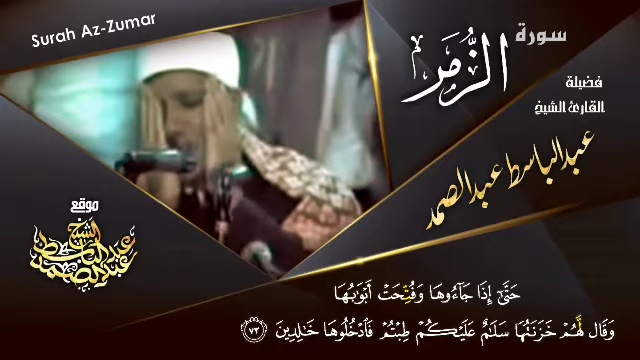 Surah Az-Zumar
سورة
الزُّمَر
فضيلة
القارئ الشيخ
عبدالباسط عبدالصمد
موقع
الشيخ
عبدالباسط
عبدالصمد
حَتَّىٰٓ إِذَا جَآءُوهَا وَفُتِحَتْ أَبْوَٰبُهَا
وَقَالَ لَهُمْ خَزَنَتُهَا سَلَـٰمٌ عَلَيْكُمْ طِبْتُمْ فَٱدْخُلُوهَا خَـٰلِدِينَ ﴿٧٣﴾